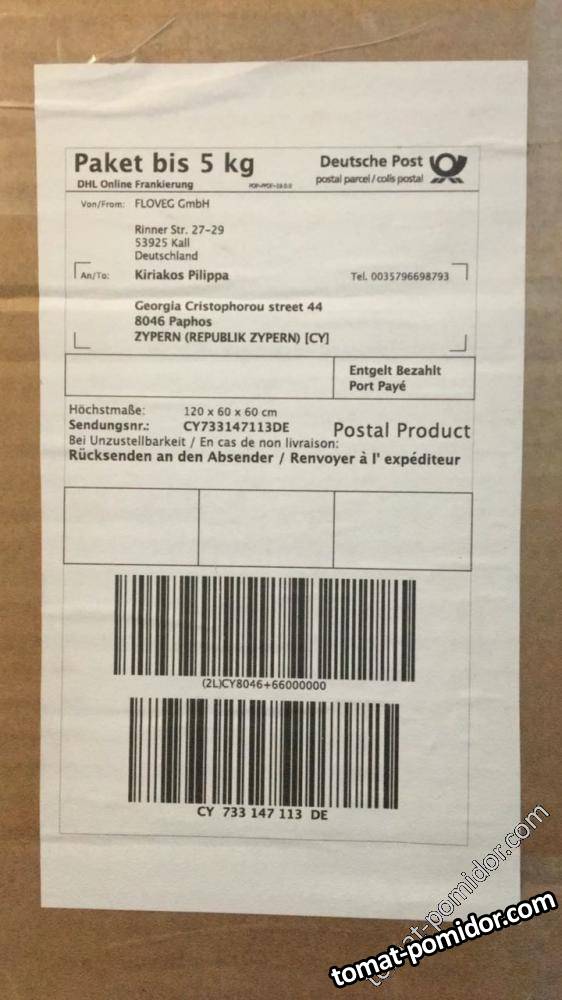 Paket bis 5 kg
DHL Online Frankierung
Deutsche Post
postal parcel / colis postal
Von/From: FLOVEG GmbH
Rinner Str. 27-29
53925 Kall
Deutschland
An/To: Kiriakos Pilippa Tel. 0035796698793
Georgia Cristophorou street 44
8046 Paphos
ZYPERN (REPUBLIK ZYPERN) [CY]
Entgelt Bezahlt
Port Payé
Höchstmaße: 120 x 60 x 60 cm
Sendungsnr.: CY733147113DE
Postal Product
Bei Unzustellbarkeit / En cas de non livraison:
Rücksenden an den Absender / Renvoyer à l' expéditeur
(2L)CY8046+66000000
CY 733 147 113 DE
tomat-pomidor.com
tomat-pomidor.com